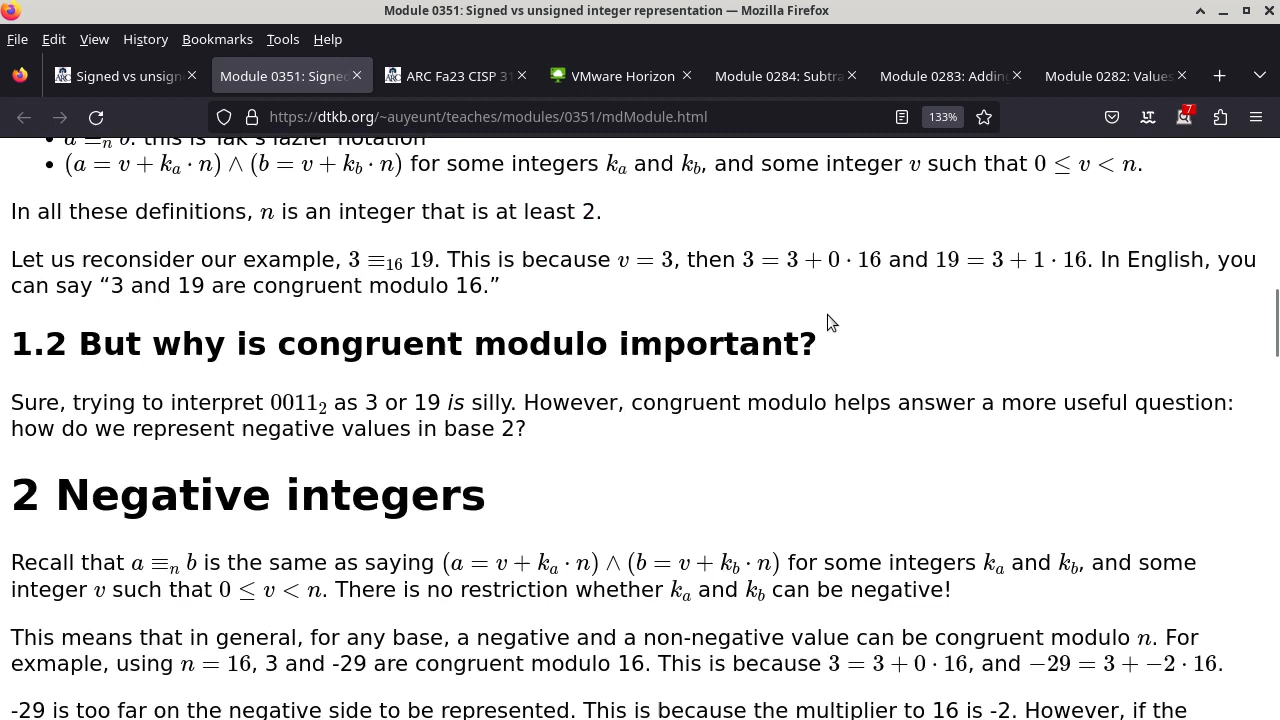 Module 0351: Signed vs unsigned integer representation — Mozilla Firefox
File Edit View History Bookmarks Tools Help
Signed vs unsign Module 0351: Signed ARC Fa23 CISP 31 VMware Horizon Module 0284: Subtra Module 0283: Addin Module 0282: Values
https://dtkb.org/~auyeunt/teaches/modules/0351/mdModule.html 133% 7
• a ≡ₙ b: this is Tak's lazier notation
• (a = v + kₐ · n) ∧ (b = v + k_b · n) for some integers kₐ and k_b, and some integer v such that 0 ≤ v < n.
In all these definitions, n is an integer that is at least 2.
Let us reconsider our example, 3 ≡₁₆ 19. This is because v = 3, then 3 = 3 + 0 · 16 and 19 = 3 + 1 · 16. In English, you
can say “3 and 19 are congruent modulo 16.”
1.2 But why is congruent modulo important?
Sure, trying to interpret 0011₂ as 3 or 19 is silly. However, congruent modulo helps answer a more useful question:
how do we represent negative values in base 2?
2 Negative integers
Recall that a ≡ₙ b is the same as saying (a = v + kₐ · n) ∧ (b = v + k_b · n) for some integers kₐ and k_b, and some
integer v such that 0 ≤ v < n. There is no restriction whether kₐ and k_b can be negative!
This means that in general, for any base, a negative and a non-negative value can be congruent modulo n. For
exmaple, using n = 16, 3 and -29 are congruent modulo 16. This is because 3 = 3 + 0 · 16, and −29 = 3 + −2 · 16.
-29 is too far on the negative side to be represented. This is because the multiplier to 16 is -2. However, if the